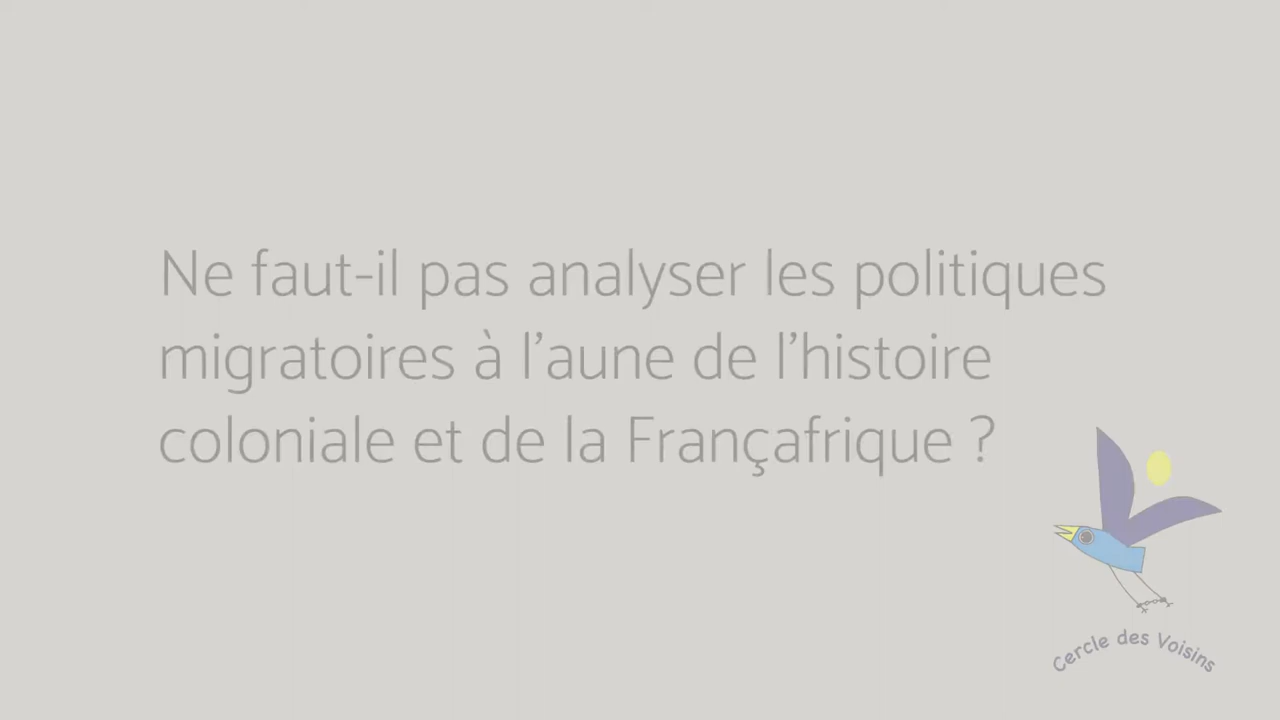 Ne faut-il pas analyser les politiques
migratoires à l'aune de l'histoire
coloniale et de la Françafrique ?
Cercle des Voisins